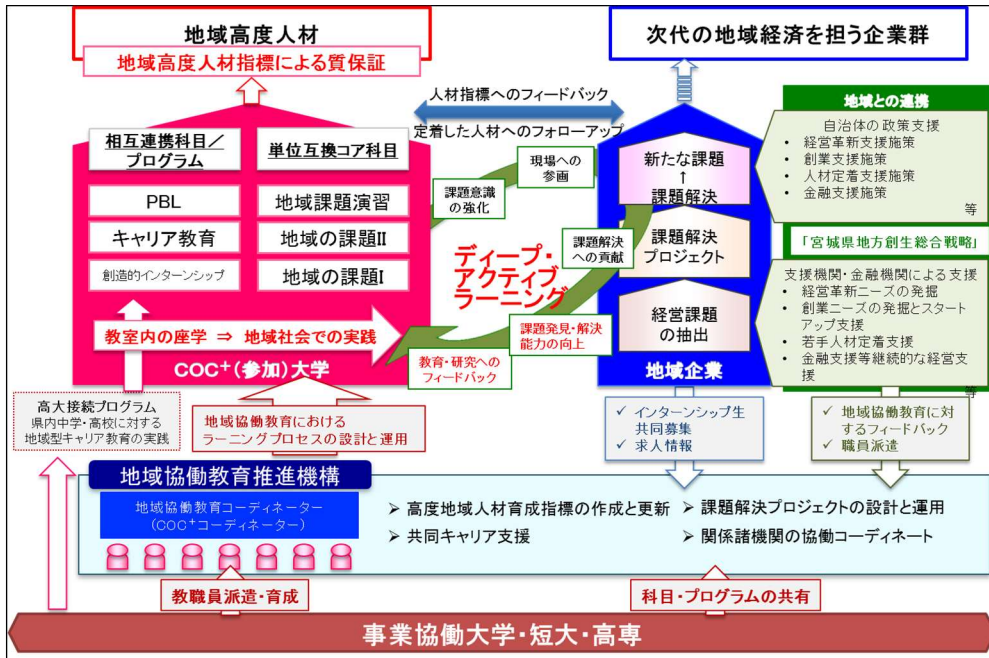 地域高度人材
地域高度人材指標による質保証
次代の地域経済を担う企業群
人材指標へのフィードバック
定着した人材へのフォローアップ
相互連携科目/
プログラム
単位互換コア科目
PBL
地域課題演習
キャリア教育
地域の課題II
創造的インターンシップ
地域の課題I
教室内の座学 ⇒ 地域社会での実践
COC+(参加)大学
現場への
参画
課題意識
の強化
ディープ・
アクティブ
ラーニング
課題解決
への貢献
課題発見・解決
能力の向上
教育・研究への
フィードバック
新たな課題
↑
課題解決
課題解決
プロジェクト
経営課題
の抽出
地域企業
地域との連携
自治体の政策支援
• 経営革新支援施策
• 創業支援施策
• 人材定着支援施策
• 金融支援施策
等
「宮城県地方創生総合戦略」
支援機関・金融機関による支援
• 経営革新ニーズの発掘
• 創業ニーズの発掘とスタート
アップ支援
• 若手人材定着支援
• 金融支援等継続的な経営支
援
等
高大接続プログラム
県内中学・高校に対する
地域型キャリア教育の実践
地域協働教育における
ラーニングプロセスの設計と運用
✓ インターンシップ生
共同募集
✓ 求人情報
✓ 地域協働教育に対
するフィードバック
✓ 職員派遣
地域協働教育推進機構
地域協働教育コーディネーター
(COC+コーディネーター)
➢ 高度地域人材育成指標の作成と更新
➢ 共同キャリア支援
➢ 課題解決プロジェクトの設計と運用
➢ 関係諸機関の協働コーディネート
教職員派遣・育成
科目・プログラムの共有
事業協働大学・短大・高専